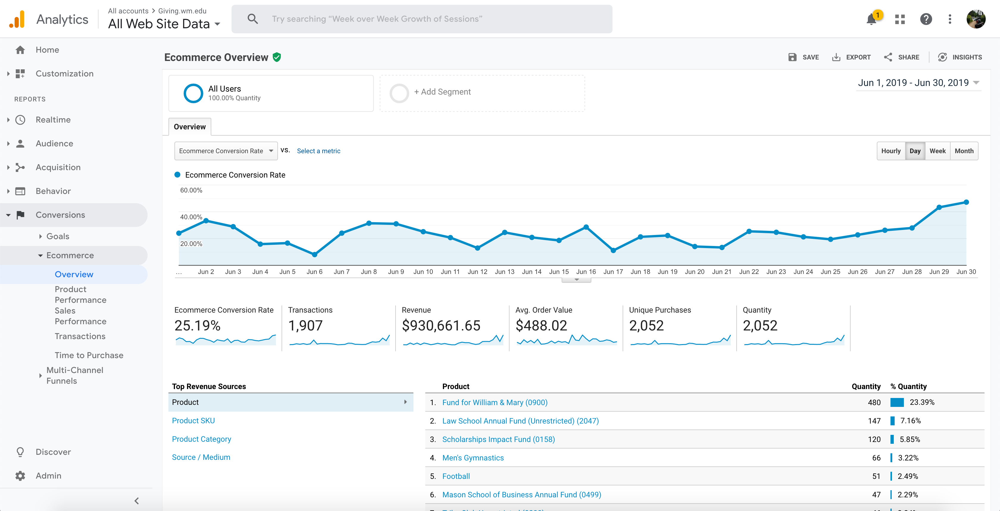 Analytics
All accounts > Giving.wm.edu
All Web Site Data
Try searching “Week over Week Growth of Sessions”
1
Home
Customization
REPORTS
Realtime
Audience
Acquisition
Behavior
Conversions
Goals
Ecommerce
Overview
Product
Performance
Sales
Performance
Transactions
Time to Purchase
Multi-Channel
Funnels
Discover
Admin
Ecommerce Overview
SAVE EXPORT SHARE INSIGHTS
All Users
100.00% Quantity
+ Add Segment
Jun 1, 2019 - Jun 30, 2019
Overview
Ecommerce Conversion Rate VS. Select a metric
Hourly Day Week Month
Ecommerce Conversion Rate
60.00%
40.00%
20.00%
... Jun 2 Jun 3 Jun 4 Jun 5 Jun 6 Jun 7 Jun 8 Jun 9 Jun 10 Jun 11 Jun 12 Jun 13 Jun 14 Jun 15 Jun 16 Jun 17 Jun 18 Jun 19 Jun 20 Jun 21 Jun 22 Jun 23 Jun 24 Jun 25 Jun 26 Jun 27 Jun 28 Jun 29 Jun 30
Ecommerce Conversion Rate
25.19%
Transactions
1,907
Revenue
$930,661.65
Avg. Order Value
$488.02
Unique Purchases
2,052
Quantity
2,052
Top Revenue Sources
Product
Product SKU
Product Category
Source / Medium
Product Quantity % Quantity
1. Fund for William & Mary (0900) 480 23.39%
2. Law School Annual Fund (Unrestricted) (2047) 147 7.16%
3. Scholarships Impact Fund (0158) 120 5.85%
4. Men's Gymnastics 66 3.22%
5. Football 51 2.49%
6. Mason School of Business Annual Fund (0499) 47 2.29%